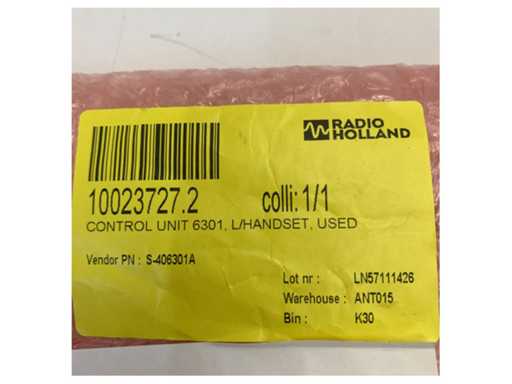 RADIO
HOLLAND
10023727.2 colli: 1/1
CONTROL UNIT 6301, L/HANDSET, USED
Vendor PN : S-406301A
Lot nr : LN57111426
Warehouse : ANT015
Bin : K30